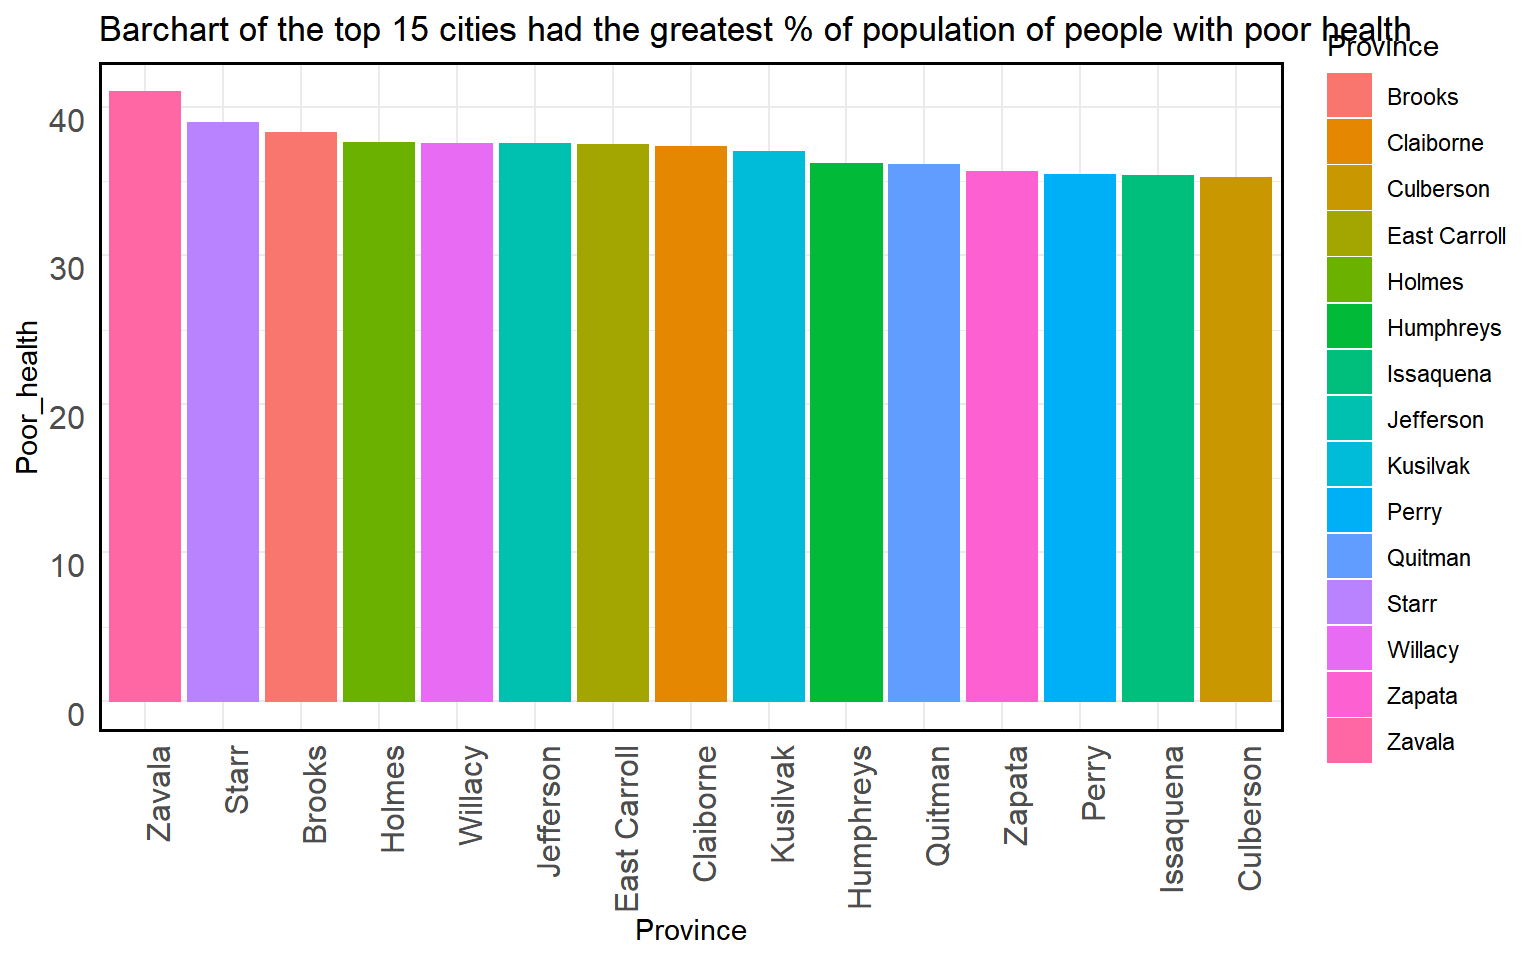 Barchart of the top 15 cities had the greatest % of population of people with poor health
Province
Brooks
Claiborne
Culberson
East Carroll
Holmes
Humphreys
Issaquena
Jefferson
Kusilvak
Perry
Quitman
Starr
Willacy
Zapata
Zavala
Poor_health
40
30
20
10
0
Zavala
Starr
Brooks
Holmes
Willacy
Jefferson
East Carroll
Claiborne
Kusilvak
Humphreys
Quitman
Zapata
Perry
Issaquena
Culberson
Province